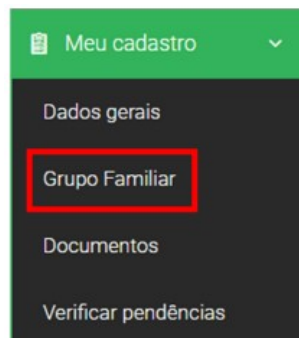 Meu cadastro
Dados gerais
Grupo Familiar
Documentos
Verificar pendências